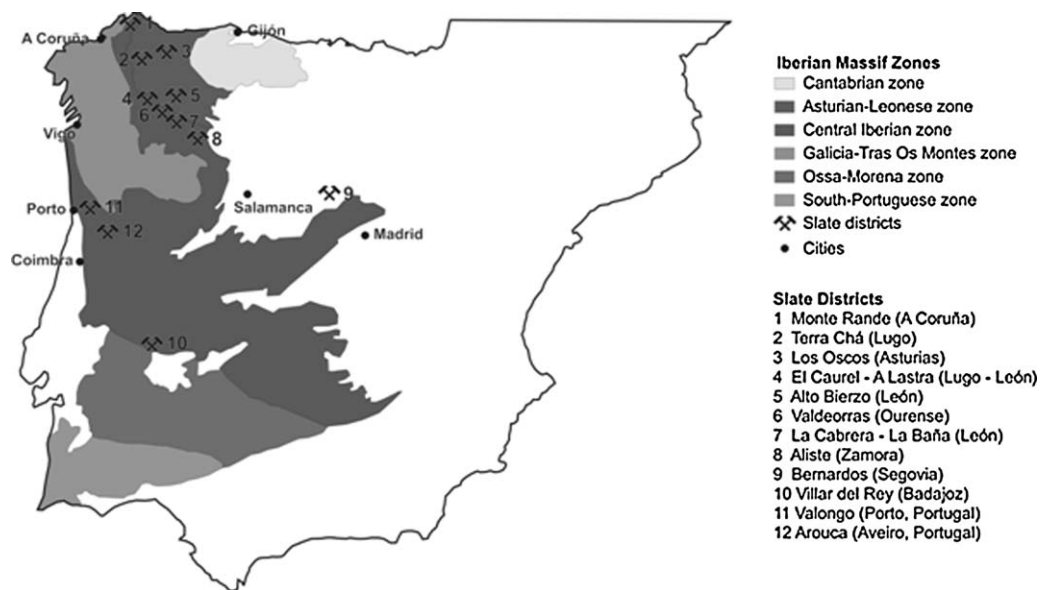 1
Gijón
A Coruña
2
3
4
5
6
7
Vigo
8
Salamanca
9
Porto
11
Madrid
12
Coimbra
10
Iberian Massif Zones
Cantabrian zone
Asturian-Leonese zone
Central Iberian zone
Galicia-Tras Os Montes zone
Ossa-Morena zone
South-Portuguese zone
Slate districts
Cities
Slate Districts
1 Monte Rande (A Coruña)
2 Terra Chá (Lugo)
3 Los Oscos (Asturias)
4 El Caurel - A Lastra (Lugo - León)
5 Alto Bierzo (León)
6 Valdeorras (Ourense)
7 La Cabrera - La Baña (León)
8 Aliste (Zamora)
9 Bernardos (Segovia)
10 Villar del Rey (Badajoz)
11 Valongo (Porto, Portugal)
12 Arouca (Aveiro, Portugal)